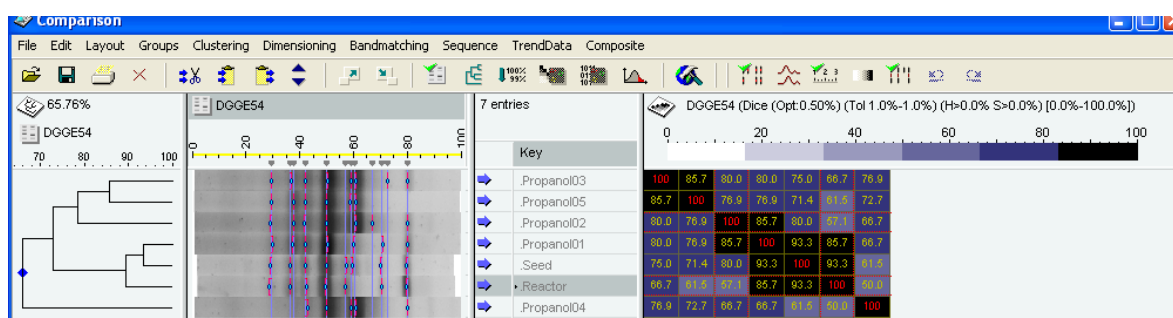 Comparison
File Edit Layout Groups Clustering Dimensioning Bandmatching Sequence TrendData Composite
65.76% DGGE54 7 entries DGGE54 (Dice (Opt:0.50%) (Tol 1.0%-1.0%) (H>0.0% S>0.0%) [0.0%-100.0%])
DGGE54 0 20 40 60 80 100 0 20 40 60 80 100
70 80 90 100 Key
.Propanol03 100 85.7 80.0 80.0 75.0 66.7 76.9
.Propanol05 85.7 100 76.9 76.9 71.4 61.5 72.7
.Propanol02 80.0 76.9 100 85.7 80.0 57.1 66.7
.Propanol01 80.0 76.9 85.7 100 93.3 85.7 66.7
.Seed 75.0 71.4 80.0 93.3 100 93.3 61.5
.Reactor 66.7 61.5 57.1 85.7 93.3 100 50.0
.Propanol04 76.9 72.7 66.7 66.7 61.5 50.0 100